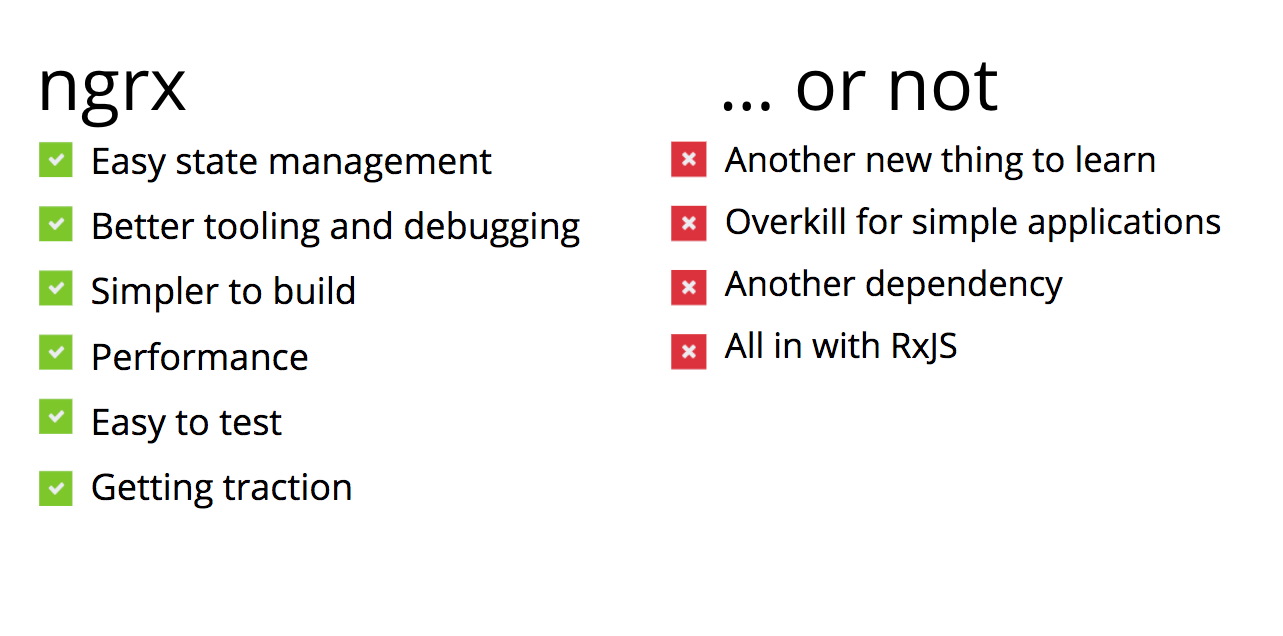 ngrx
Easy state management
Better tooling and debugging
Simpler to build
Performance
Easy to test
Getting traction
... or not
Another new thing to learn
Overkill for simple applications
Another dependency
All in with RxJS